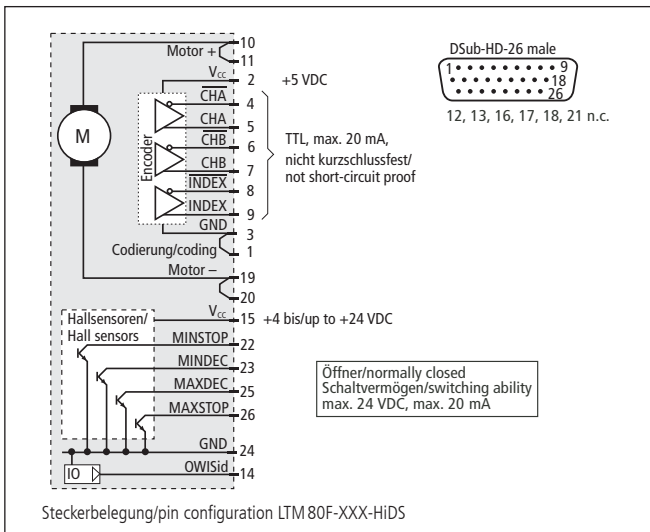 Motor + 10
11
Vcc 2 +5 VDC
CHA 4
CHA 5
CHB 6
CHB 7
INDEX 8
INDEX 9
GND 3
Codierung/coding 1
Motor – 19
20
M
Encoder
TTL, max. 20 mA,
nicht kurzschlussfest/
not short-circuit proof
DSub-HD-26 male
1 9
18
26
12, 13, 16, 17, 18, 21 n.c.
Vcc 15 +4 bis/up to +24 VDC
Hallsensoren/
Hall sensors
MINSTOP 22
MINDEC 23
MAXDEC 25
MAXSTOP 26
GND 24
IO OWISid 14
Öffner/normally closed
Schaltvermögen/switching ability
max. 24 VDC, max. 20 mA
Steckerbelegung/pin configuration LTM 80F-XXX-HiDS